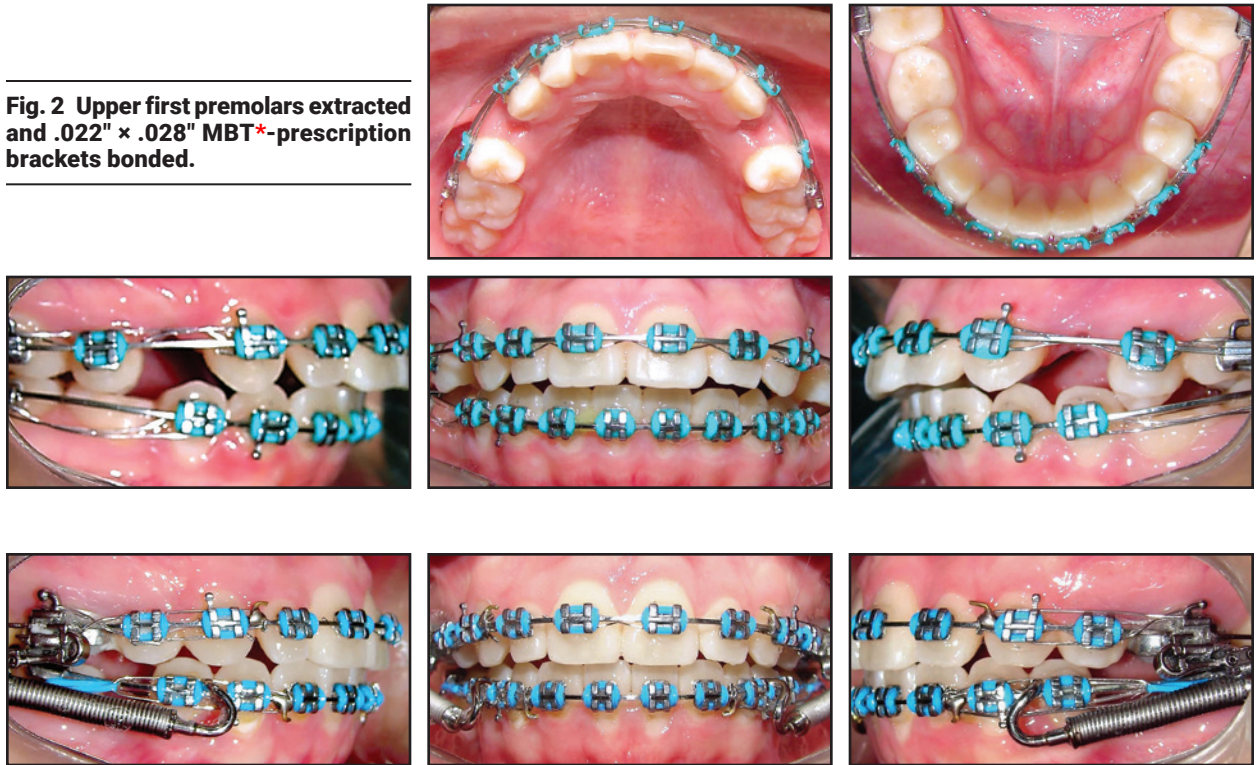 Fig. 2 Upper first premolars extracted
and .022" × .028" MBT*-prescription
brackets bonded.